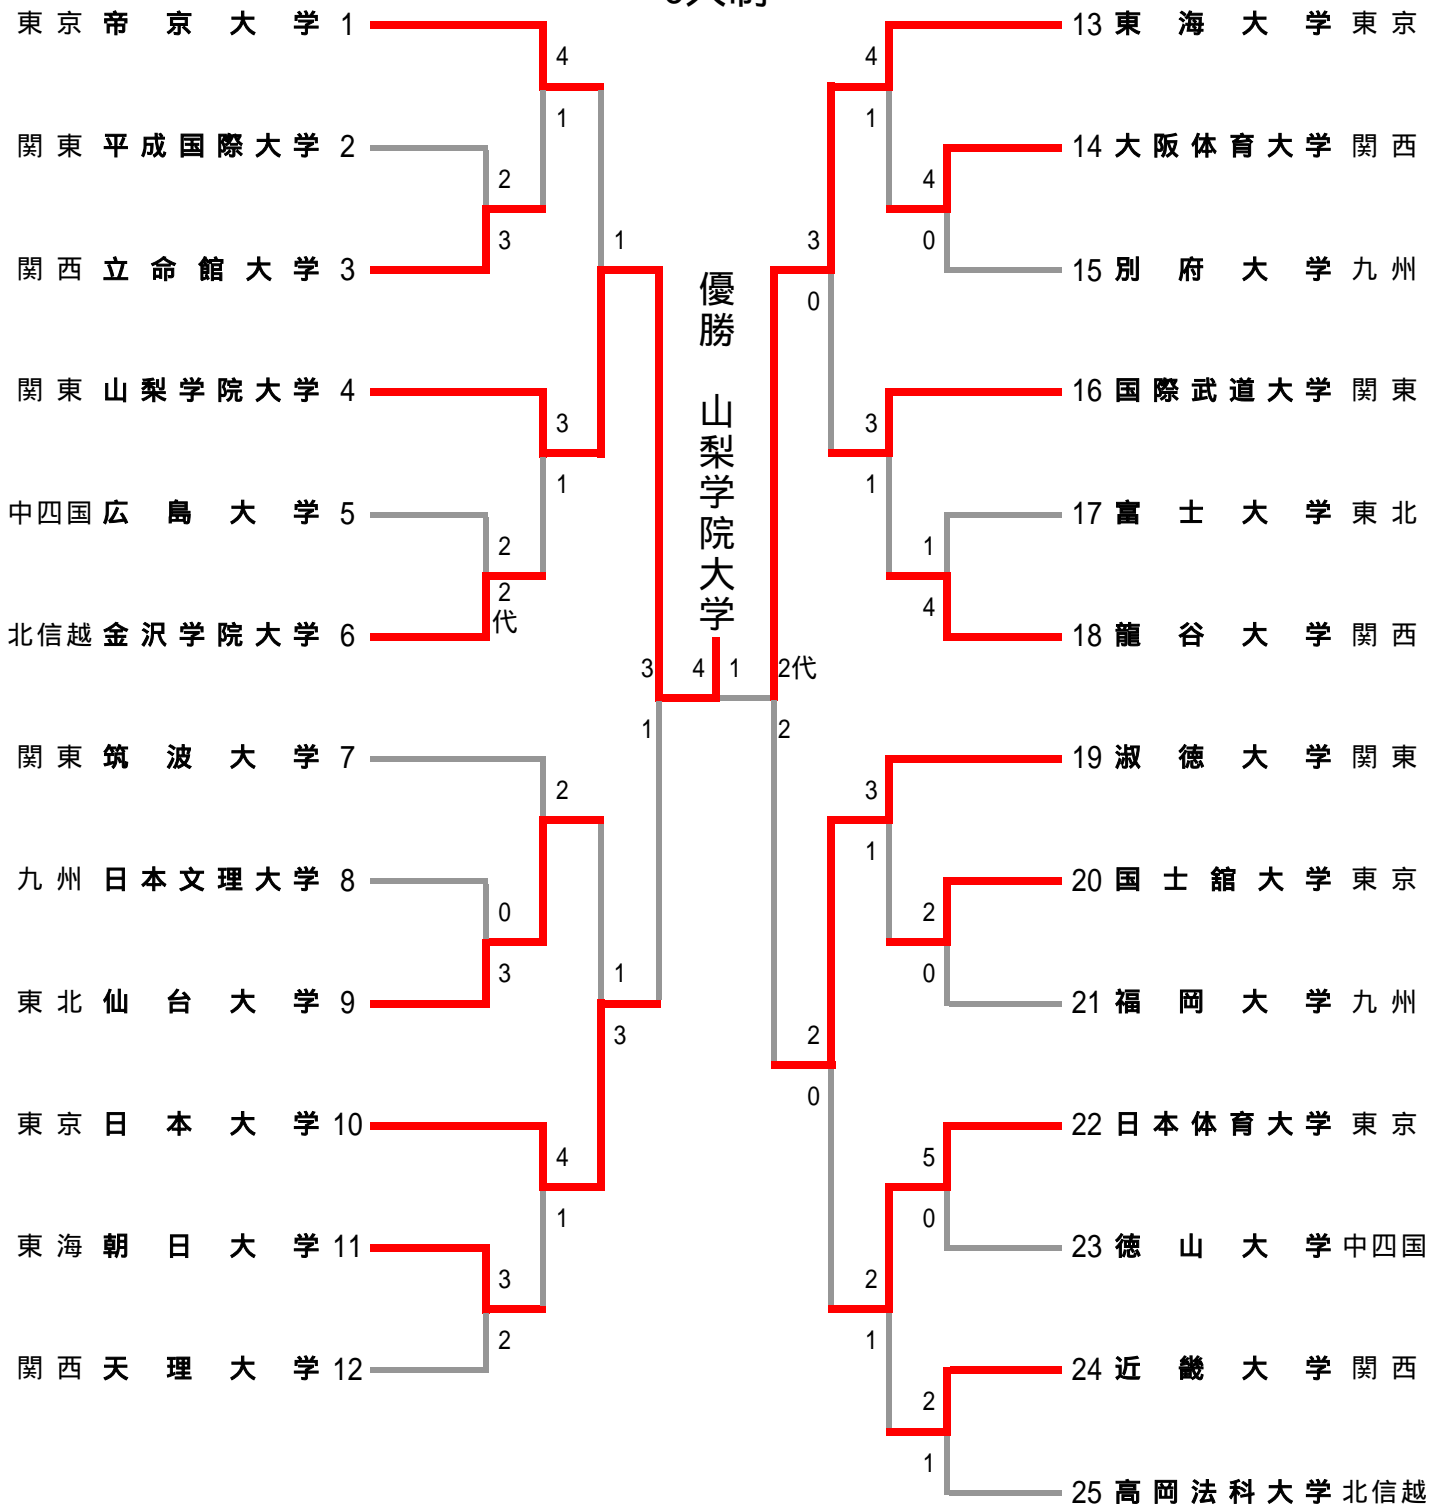 東京 帝京大学 1
4
1
関東 平成国際大学 2
2
3
関西 立命館大学 3
1
関東 山梨学院大学 4
3
1
中四国 広島大学 5
2
2
代
北信越 金沢学院大学 6
3
1
関東 筑波大学 7
2
九州 日本文理大学 8
0
3
東北 仙台大学 9
1
3
東京 日本大学 10
4
1
東海 朝日大学 11
3
2
関西 天理大学 12
優勝 山梨学院大学
4 1
13 東海大学 東京
4
1
14 大阪体育大学 関西
4
0
15 別府大学 九州
3
0
16 国際武道大学 関東
3
1
17 富士大学 東北
1
4
18 龍谷大学 関西
2代
2
19 淑徳大学 関東
3
1
20 国士舘大学 東京
2
0
21 福岡大学 九州
2
0
22 日本体育大学 東京
5
0
23 徳山大学 中四国
2
1
24 近畿大学 関西
2
1
25 高岡法科大学 北信越